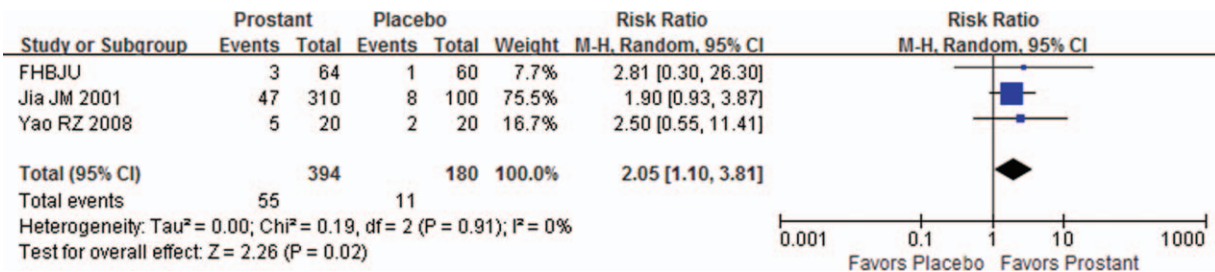 Prostant Placebo Risk Ratio Risk Ratio
Study or Subgroup Events Total Events Total Weight M-H, Random, 95% CI M-H, Random, 95% CI
FHBJU 3 64 1 60 7.7% 2.81 [0.30, 26.30]
Jia JM 2001 47 310 8 100 75.5% 1.90 [0.93, 3.87]
Yao RZ 2008 5 20 2 20 16.7% 2.50 [0.55, 11.41]
Total (95% CI) 394 180 100.0% 2.05 [1.10, 3.81]
Total events 55 11
Heterogeneity: Tau² = 0.00; Chi² = 0.19, df = 2 (P = 0.91); I² = 0%
Test for overall effect: Z = 2.26 (P = 0.02)
0.001 0.1 1 10 1000
Favors Placebo Favors Prostant